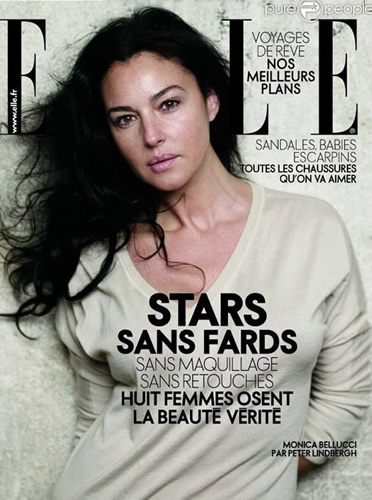 pure people
ELLE
www.elle.fr
VOYAGES
DE RÊVE
NOS
MEILLEURS
PLANS
SANDALES, BABIES
ESCARPINS
TOUTES LES CHAUSSURES
QU'ON VA AIMER
STARS
SANS FARDS
SANS MAQUILLAGE
SANS RETOUCHES
HUIT FEMMES OSENT
LA BEAUTÉ VÉRITÉ
MONICA BELLUCCI
PAR PETER LINDBERGH